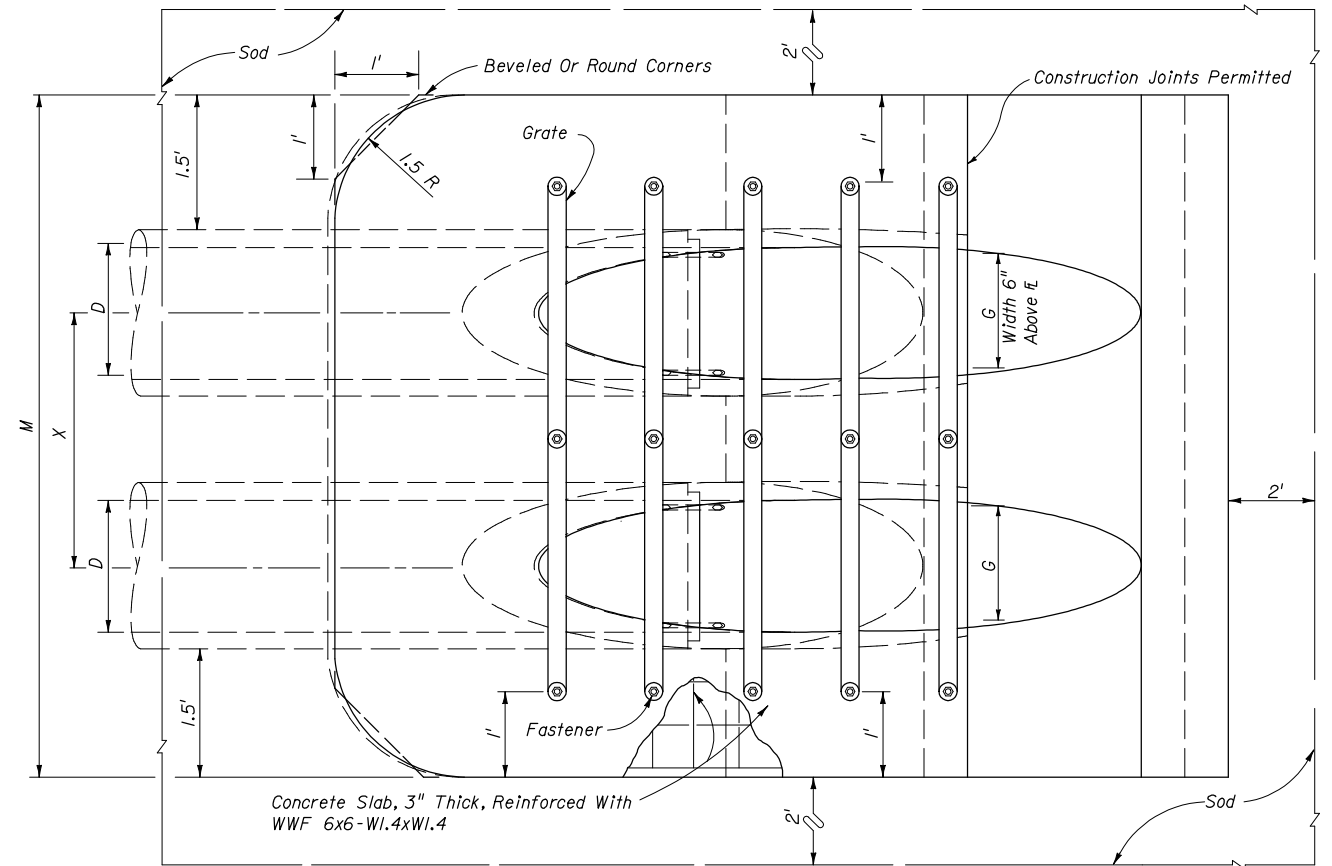 Sod
1'
Beveled Or Round Corners
2'
Construction Joints Permitted
1.5'
1'
Grate
1.5 R
1'
D
G
Width 6"
Above ℄
M
X
2'
D
G
1.5'
Fastener
1'
1'
Concrete Slab, 3" Thick, Reinforced With
WWF 6x6-W1.4xW1.4
2'
Sod